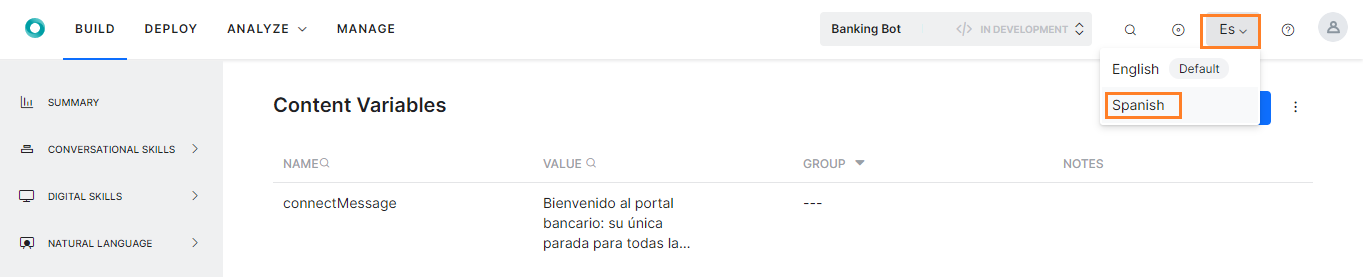 BUILD DEPLOY ANALYZE MANAGE Banking Bot </> IN DEVELOPMENT Es
English Default
Spanish
SUMMARY
CONVERSATIONAL SKILLS
DIGITAL SKILLS
NATURAL LANGUAGE
Content Variables
NAME VALUE GROUP NOTES
connectMessage Bienvenido al portal ---
bancario: su única
parada para todas la...